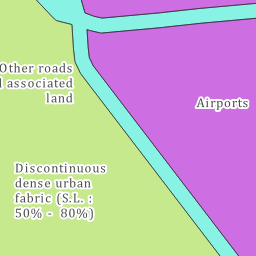 Other roads
d associated
land
Airports
Discontinuous
dense urban
fabric (S.L. :
50% - 80%)